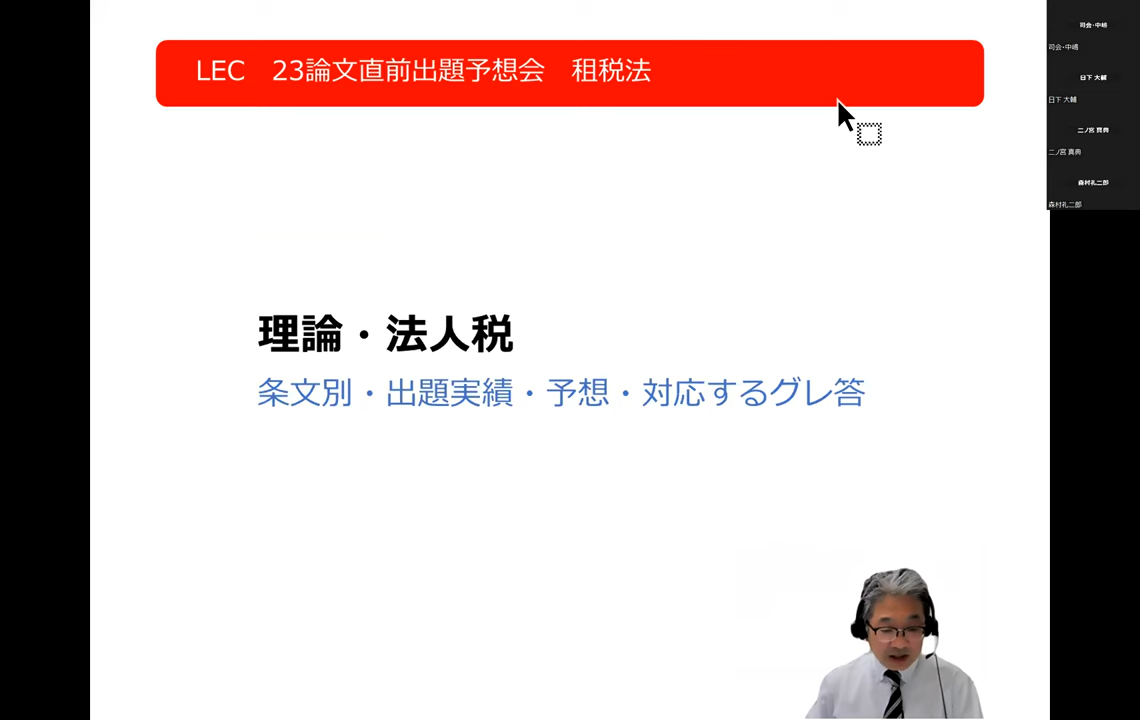 LEC　23論文直前出題予想会　租税法
理論・法人税
条文別・出題実績・予想・対応するグレ答
司会・中嶋
司会・中嶋
日下 大輔
日下 大輔
二ノ宮 真典
二ノ宮 真典
森村礼二郎
森村礼二郎